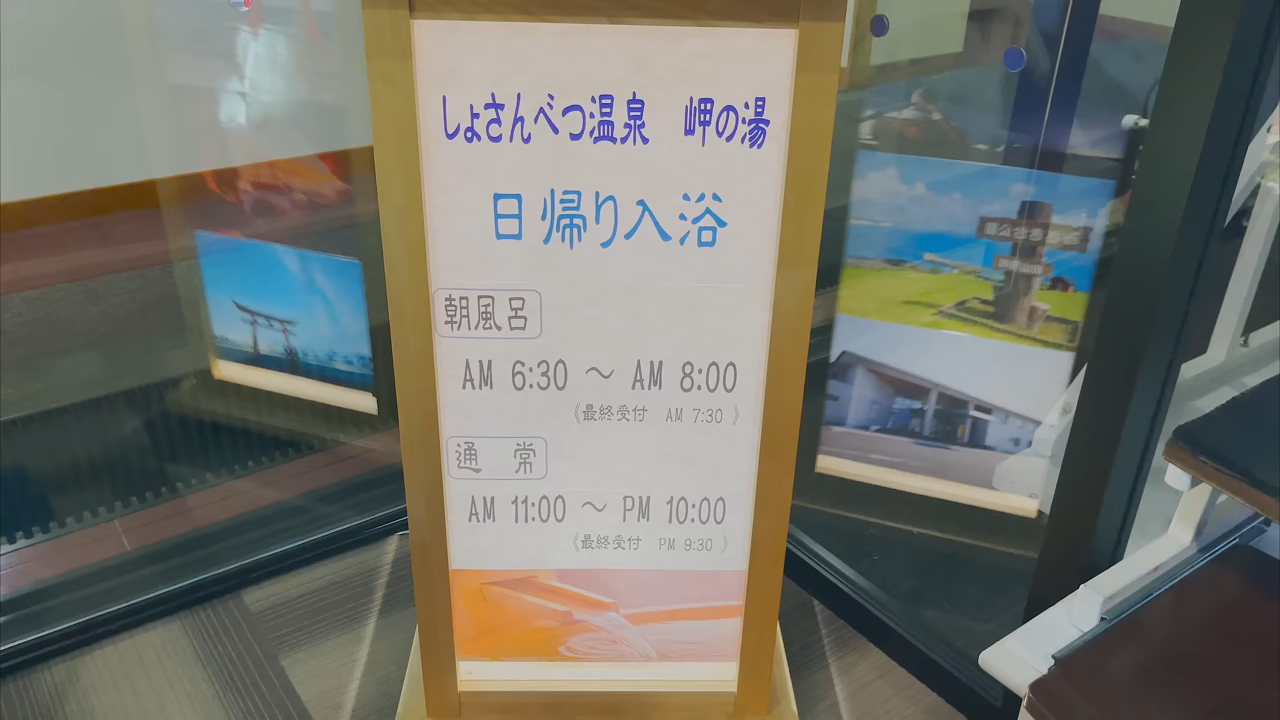 しょさんべつ温泉　岬の湯
日帰り入浴
朝風呂
AM 6:30 ～ AM 8:00
《最終受付　AM 7:30 》
通　常
AM 11:00 ～ PM 10:00
《最終受付　PM 9:30 》